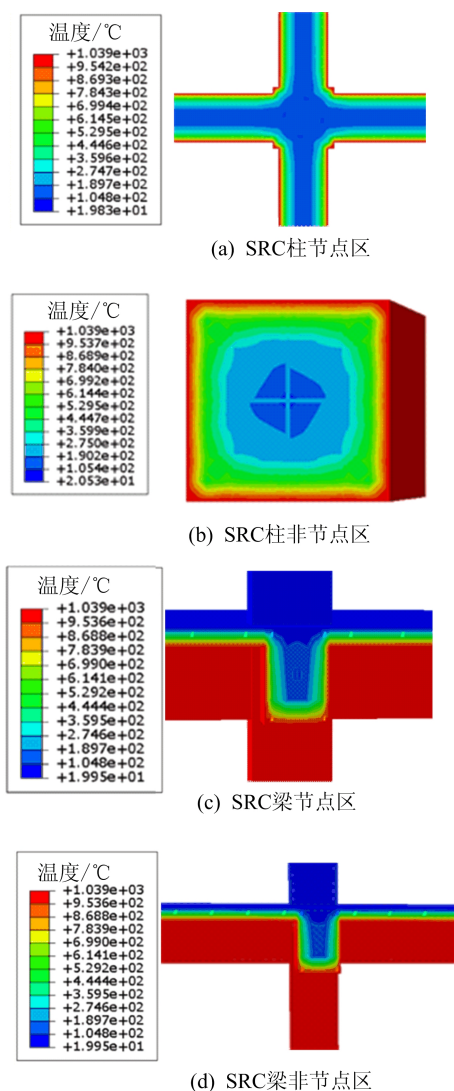 温度/℃
+1.039e+03
+9.542e+02
+8.693e+02
+7.843e+02
+6.994e+02
+6.145e+02
+5.295e+02
+4.446e+02
+3.596e+02
+2.747e+02
+1.897e+02
+1.048e+02
+1.983e+01
(a) SRC柱节点区
温度/℃
+1.039e+03
+9.537e+02
+8.689e+02
+7.840e+02
+6.992e+02
+6.144e+02
+5.295e+02
+4.447e+02
+3.599e+02
+2.750e+02
+1.902e+02
+1.054e+02
+2.053e+01
(b) SRC柱非节点区
温度/℃
+1.039e+03
+9.536e+02
+8.688e+02
+7.839e+02
+6.990e+02
+6.141e+02
+5.292e+02
+4.444e+02
+3.595e+02
+2.746e+02
+1.897e+02
+1.048e+02
+1.995e+01
(c) SRC梁节点区
温度/℃
+1.039e+03
+9.536e+02
+8.688e+02
+7.839e+02
+6.990e+02
+6.141e+02
+5.292e+02
+4.444e+02
+3.595e+02
+2.746e+02
+1.897e+02
+1.048e+02
+1.995e+01
(d) SRC梁非节点区